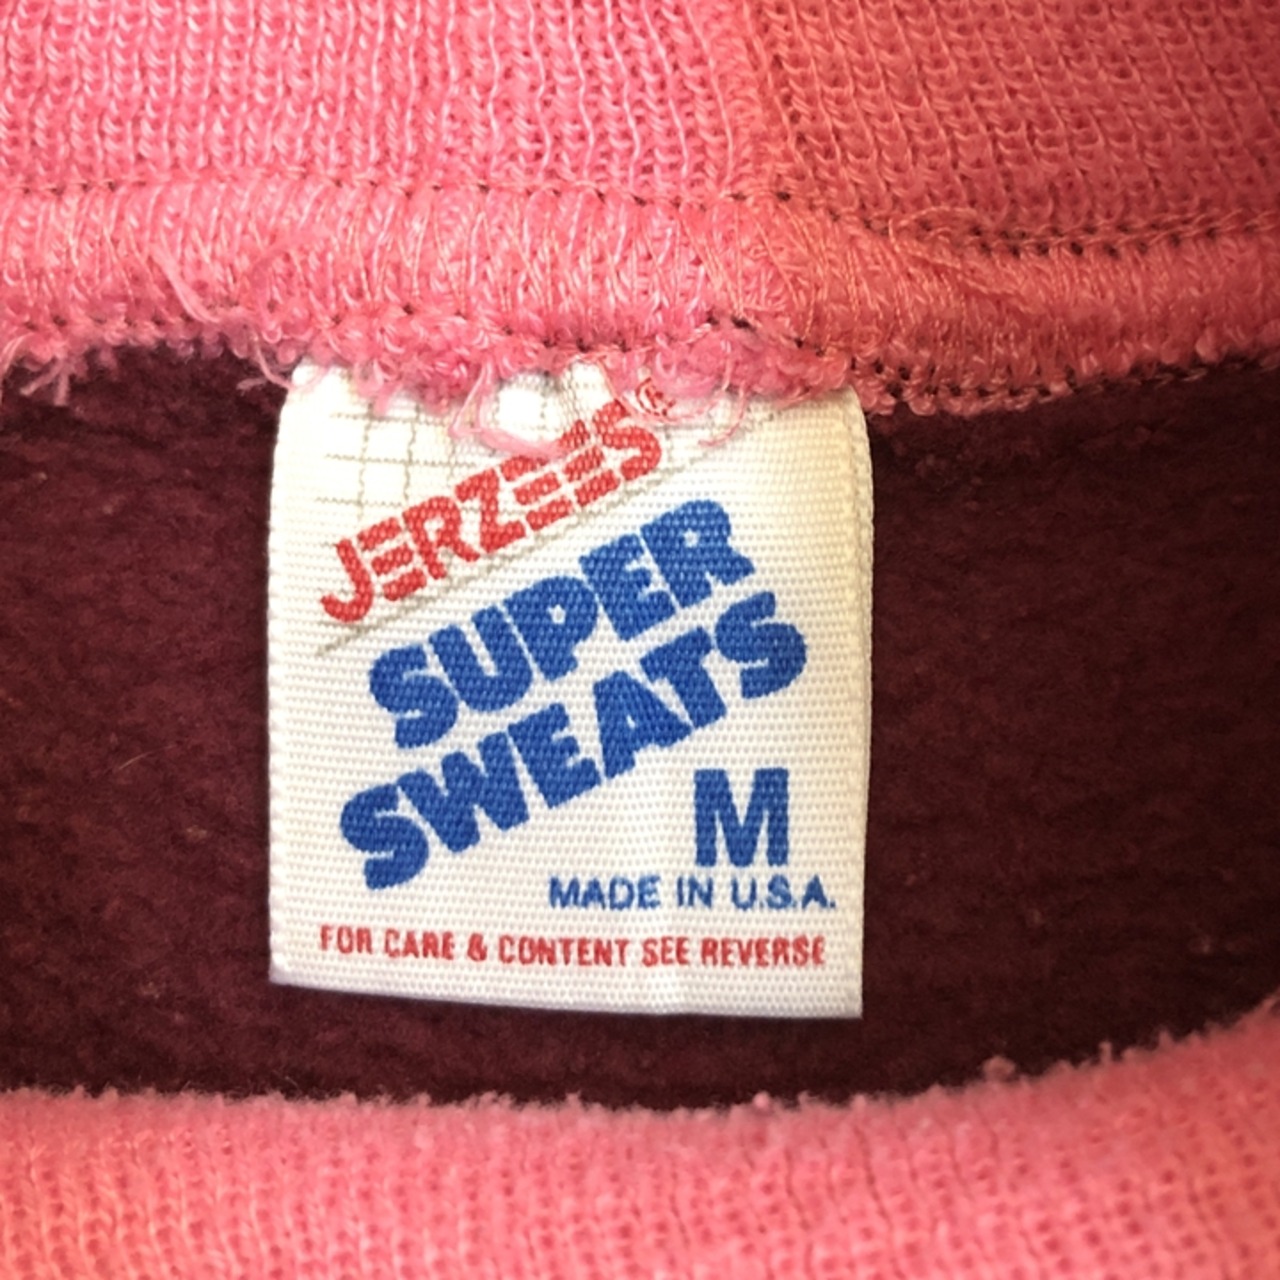 JERZEES
SUPER
SWEATS
M
MADE IN U.S.A.
FOR CARE & CONTENT SEE REVERSE